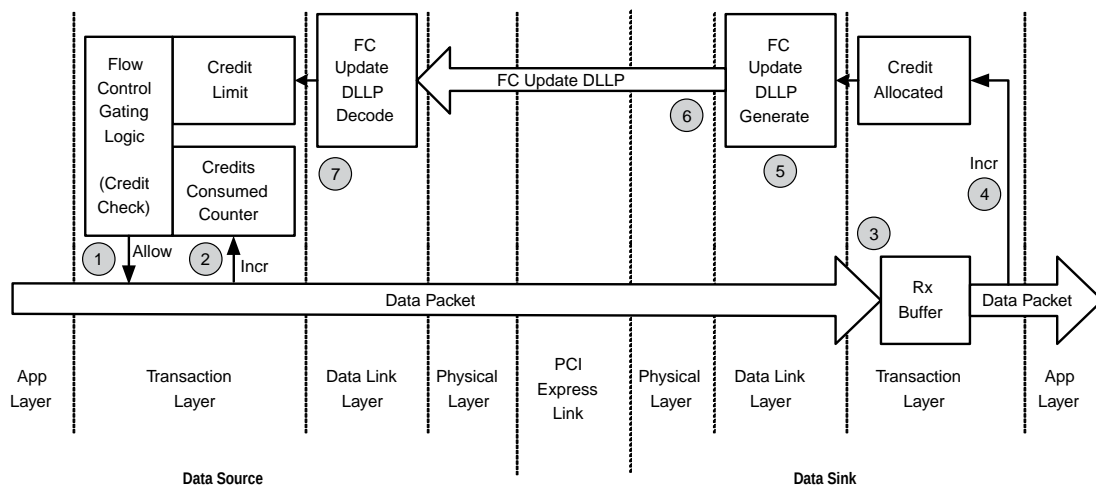 Flow
Control
Gating
Logic
(Credit
Check)
Credit
Limit
Credits
Consumed
Counter
FC
Update
DLLP
Decode
FC Update DLLP
FC
Update
DLLP
Generate
Credit
Allocated
6
7
5
Incr
4
3
1
Allow
2
Incr
Data Packet
Rx
Buffer
Data Packet
App
Layer
Transaction
Layer
Data Link
Layer
Physical
Layer
PCI
Express
Link
Physical
Layer
Data Link
Layer
Transaction
Layer
App
Layer
Data Source
Data Sink